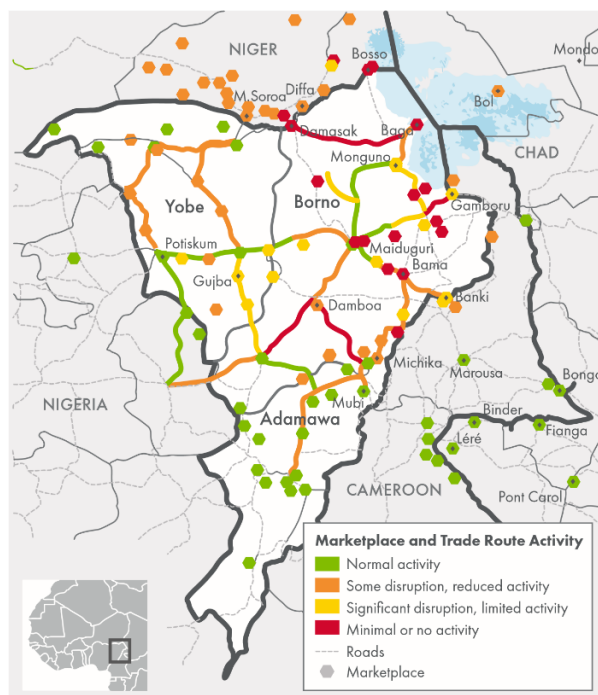 NIGER
Bosso
Mondo
M.Soroa
Diffa
Bol
Damasak
Baga
CHAD
Monguno
Yobe
Borno
Gamboru
Potiskum
Maiduguri
Gujba
Bama
Damboa
Banki
Michika
Marousa
NIGERIA
Mubi
Bongo
Adamawa
Binder
Fianga
Léré
CAMEROON
Pont Carol
Marketplace and Trade Route Activity
Normal activity
Some disruption, reduced activity
Significant disruption, limited activity
Minimal or no activity
Roads
Marketplace